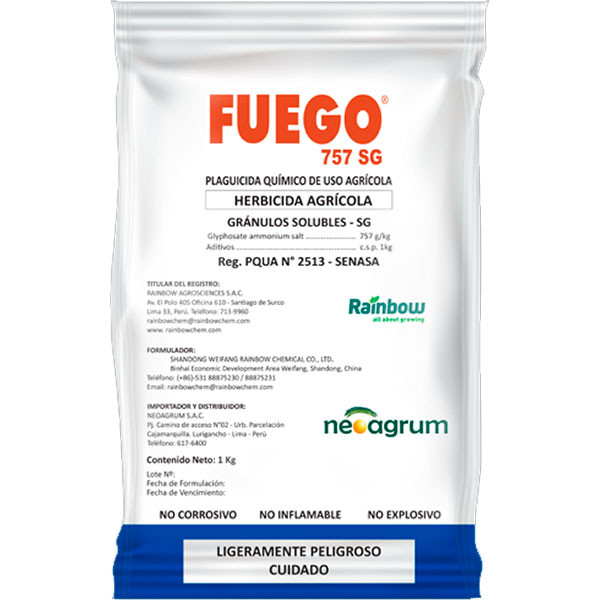 FUEGO®
757 SG
PLAGUICIDA QUÍMICO DE USO AGRÍCOLA
HERBICIDA AGRÍCOLA
GRÁNULOS SOLUBLES - SG
Glyphosate ammonium salt ........................ 757 g/kg
Aditivos ........................ c.s.p. 1kg
Reg. PQUA N° 2513 - SENASA
TITULAR DEL REGISTRO:
RAINBOW AGROSCIENCES S.A.C.
Av. El Polo 405 Oficina 610 - Santiago de Surco
Lima 33, Perú. Teléfono: 713-9960
rainbowchem@rainbowchem.com
www. rainbowchem.com
Rainbow
all about growing
FORMULADOR:
SHANDONG WEIFANG RAINBOW CHEMICAL CO., LTD.
Binhai Economic Development Area Weifang, Shandong, China
Teléfono: (+86)-531 88875230 / 88875231
Email: rainbowchem@rainbowchem.com
IMPORTADOR Y DISTRIBUIDOR:
NEOAGRUM S.A.C.
Pj. Camino de acceso N°02 - Urb. Parcelación
Cajamarquilla. Lurigancho - Lima - Perú
Teléfono: 617-6400
neoagrum
Contenido Neto: 1 Kg
Lote Nº:
Fecha de Formulación:
Fecha de Vencimiento:
NO CORROSIVO NO INFLAMABLE NO EXPLOSIVO
LIGERAMENTE PELIGROSO
CUIDADO